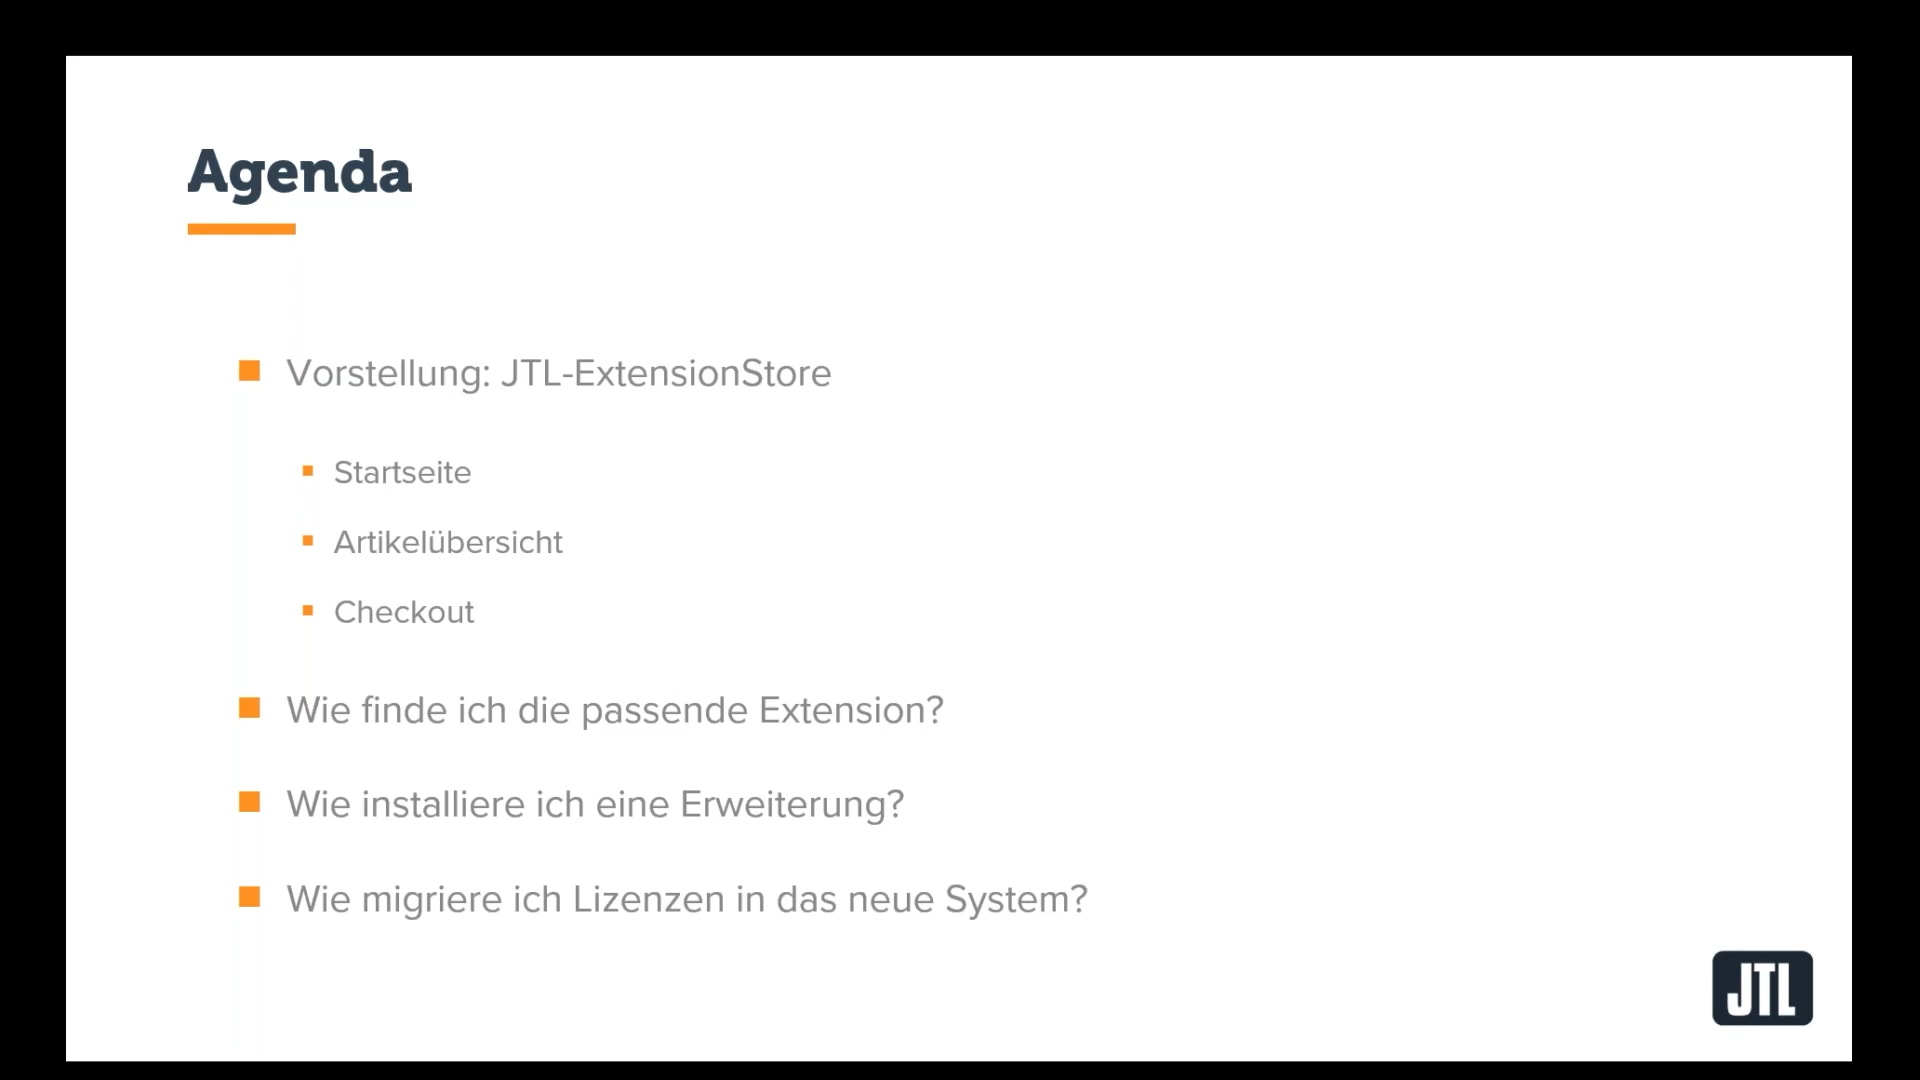 Agenda
Vorstellung: JTL-ExtensionStore
Startseite
Artikelübersicht
Checkout
Wie finde ich die passende Extension?
Wie installiere ich eine Erweiterung?
Wie migriere ich Lizenzen in das neue System?
JTL